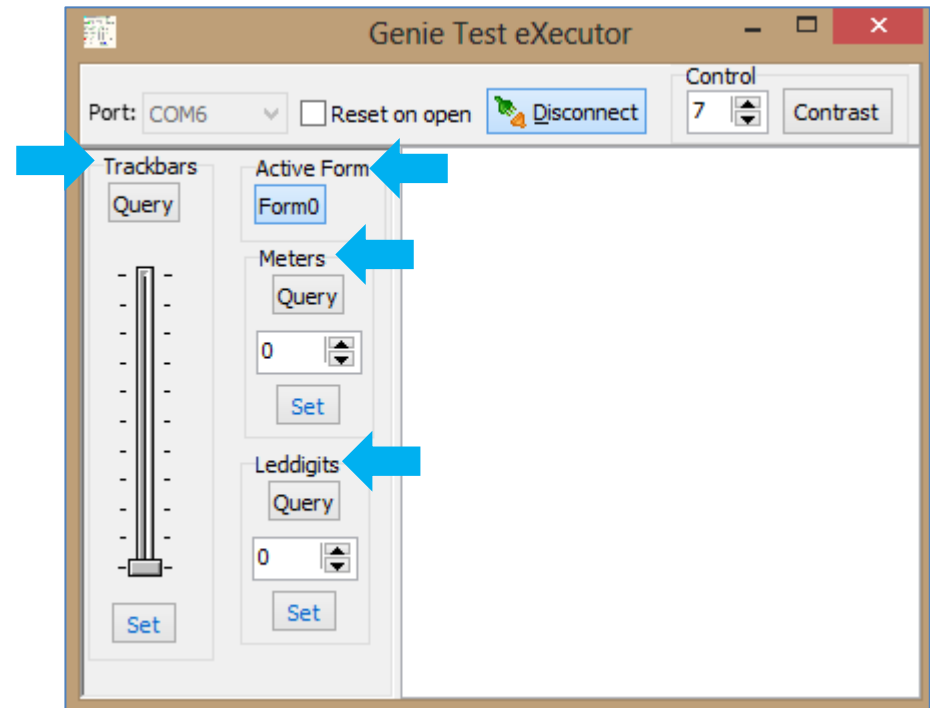 Genie Test eXecutor
Control
Port: COM6 Reset on open Disconnect 7 Contrast
Trackbars
Query
Set
Active Form
Form0
Meters
Query
0
Set
Leddigits
Query
0
Set